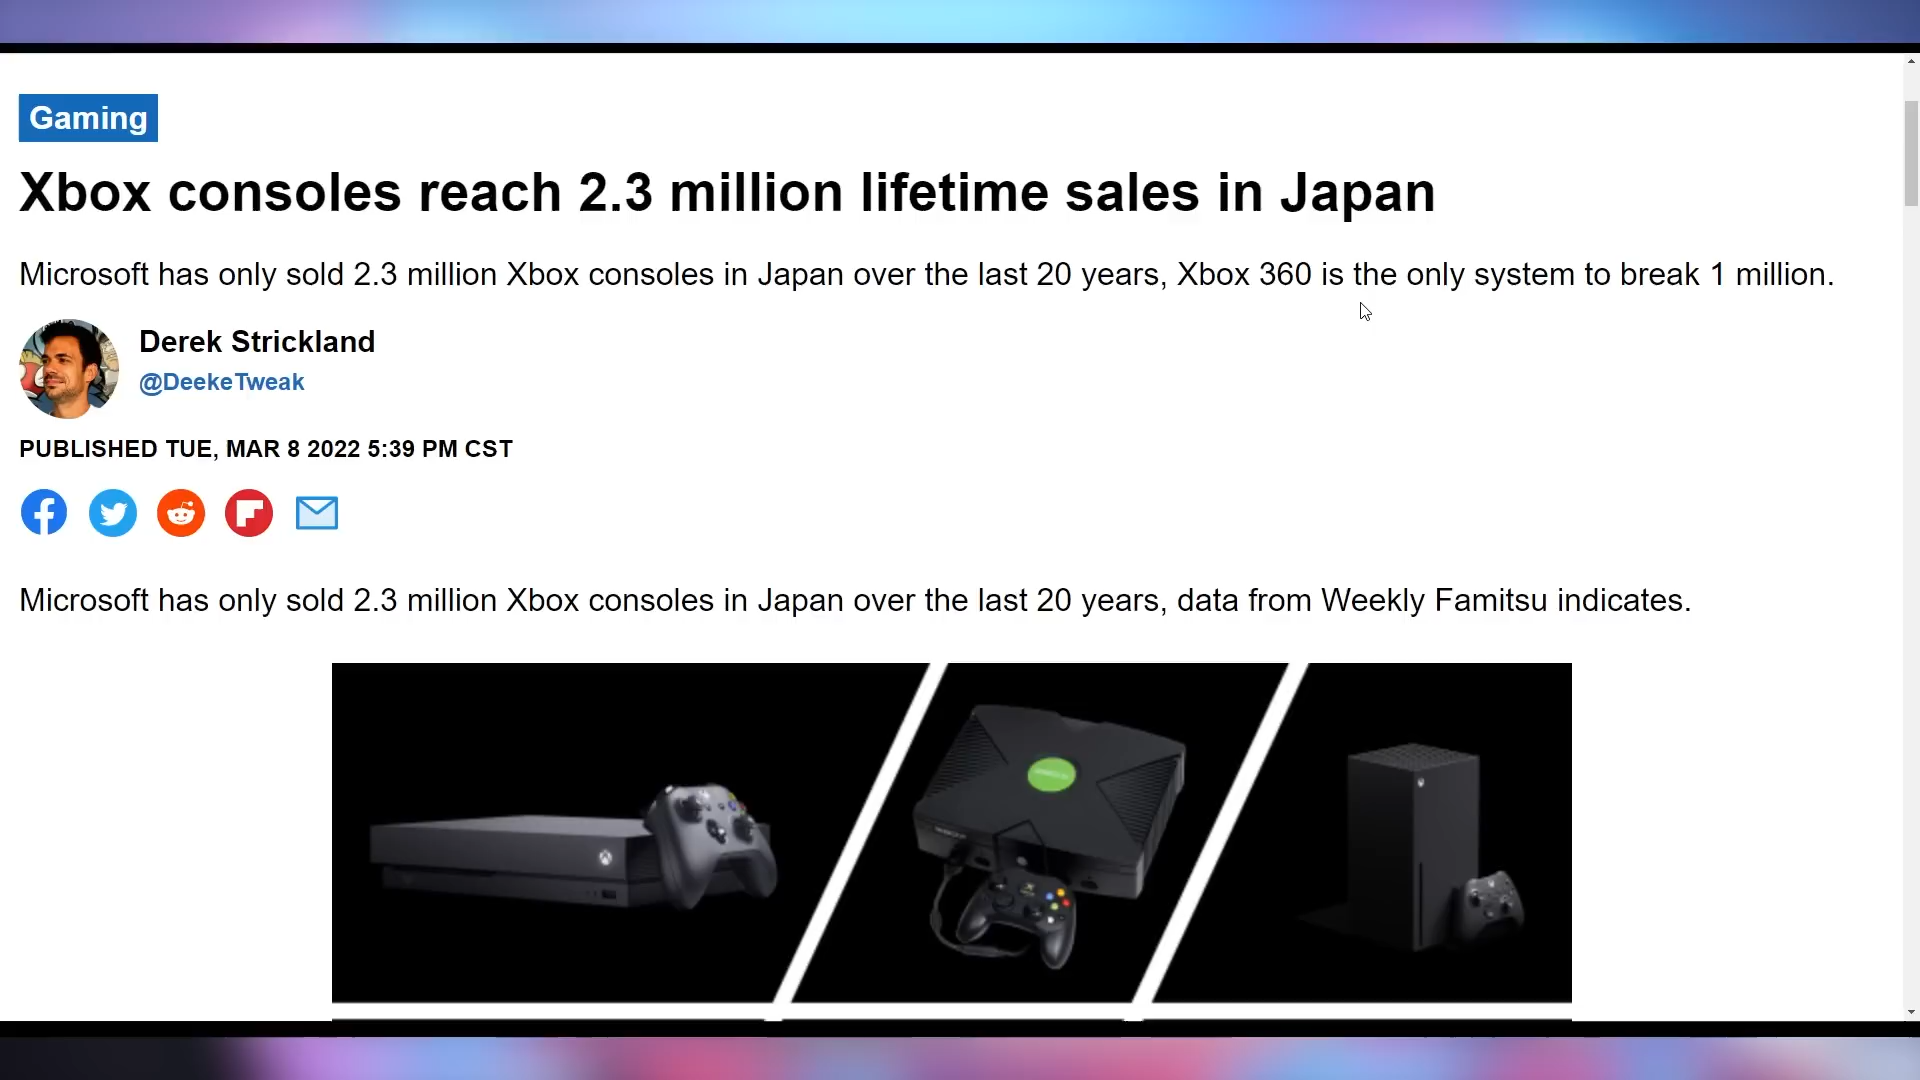 Gaming
Xbox consoles reach 2.3 million lifetime sales in Japan
Microsoft has only sold 2.3 million Xbox consoles in Japan over the last 20 years, Xbox 360 is the only system to break 1 million.
Derek Strickland
@DeekeTweak
PUBLISHED TUE, MAR 8 2022 5:39 PM CST
Microsoft has only sold 2.3 million Xbox consoles in Japan over the last 20 years, data from Weekly Famitsu indicates.